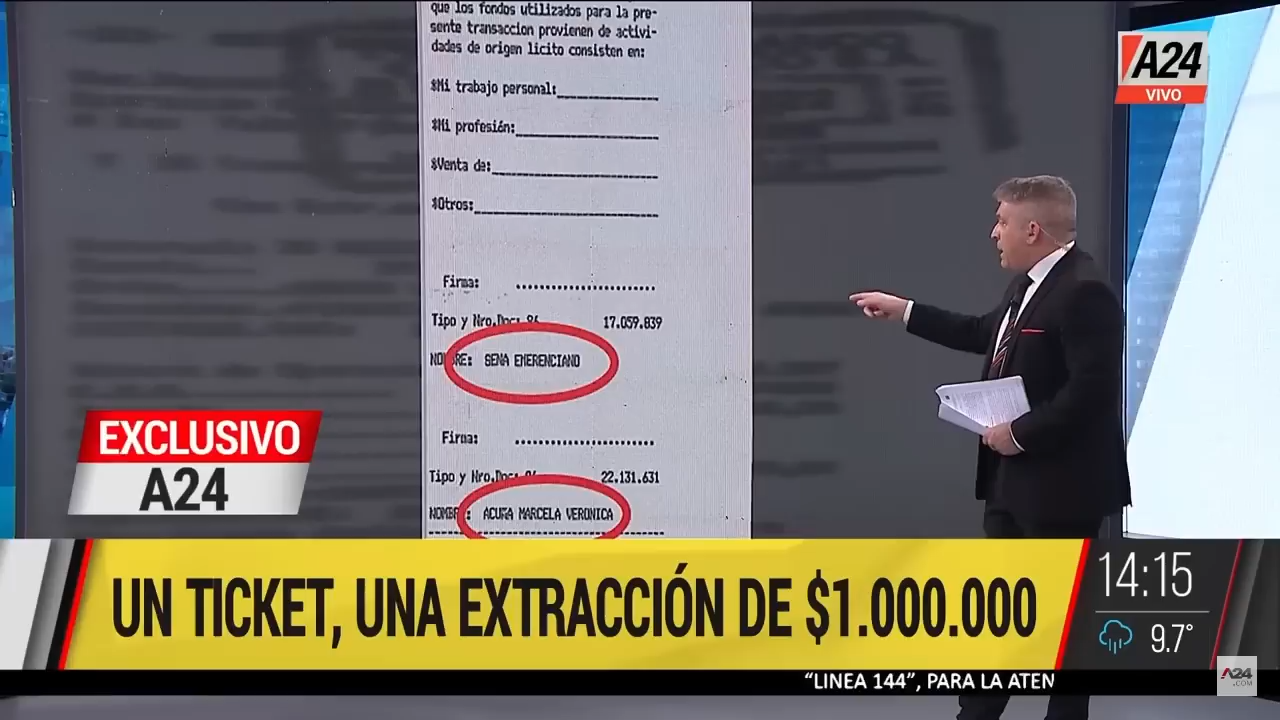 que los fondos utilizados para la pre-
sente transaccion provienen de activi-
dades de origen licito consisten en:
$Mi trabajo personal:
$Mi profesión:
$Venta de:
$Otros:
Firma:
Tipo y Nro.Doc: 17.059.839
NOMBRE: SENA EMERENCIANO
Firma:
Tipo y Nro.Doc: 22.131.631
NOMBRE: ACUÑA MARCELA VERONICA
A24
VIVO
EXCLUSIVO
A24
UN TICKET, UNA EXTRACCIÓN DE $1.000.000
14:15
9.7°
“LINEA 144”, PARA LA ATEN
A24
.COM